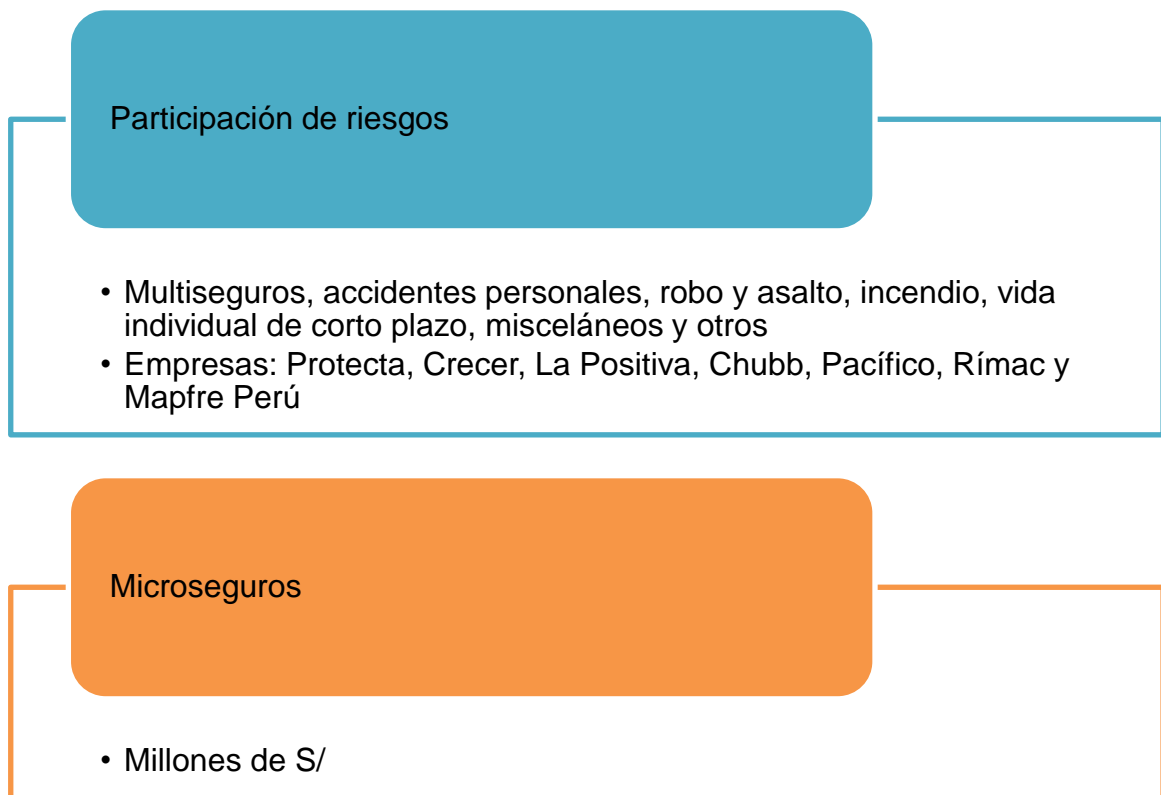 Participación de riesgos
• Multiseguros, accidentes personales, robo y asalto, incendio, vida
individual de corto plazo, misceláneos y otros
• Empresas: Protecta, Crecer, La Positiva, Chubb, Pacífico, Rímac y
Mapfre Perú
Microseguros
• Millones de S/